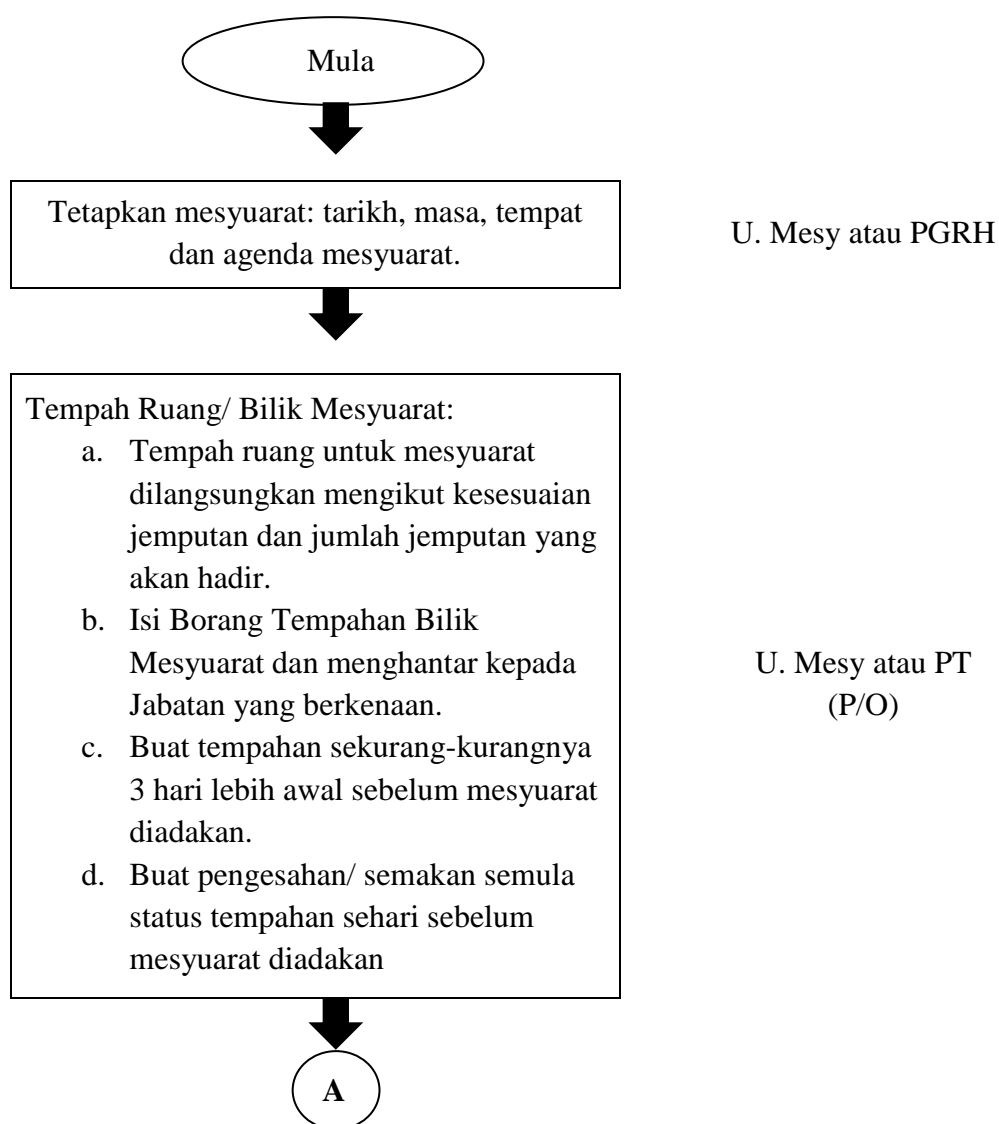 Mula
Tetapkan mesyuarat: tarikh, masa, tempat
dan agenda mesyuarat.
U. Mesy atau PGRH
Tempah Ruang/ Bilik Mesyuarat:
a. Tempah ruang untuk mesyuarat
dilangsungkan mengikut kesesuaian
jemputan dan jumlah jemputan yang
akan hadir.
b. Isi Borang Tempahan Bilik
Mesyuarat dan menghantar kepada
Jabatan yang berkenaan.
c. Buat tempahan sekurang-kurangnya
3 hari lebih awal sebelum mesyuarat
diadakan.
d. Buat pengesahan/ semakan semula
status tempahan sehari sebelum
mesyuarat diadakan
U. Mesy atau PT
(P/O)
A